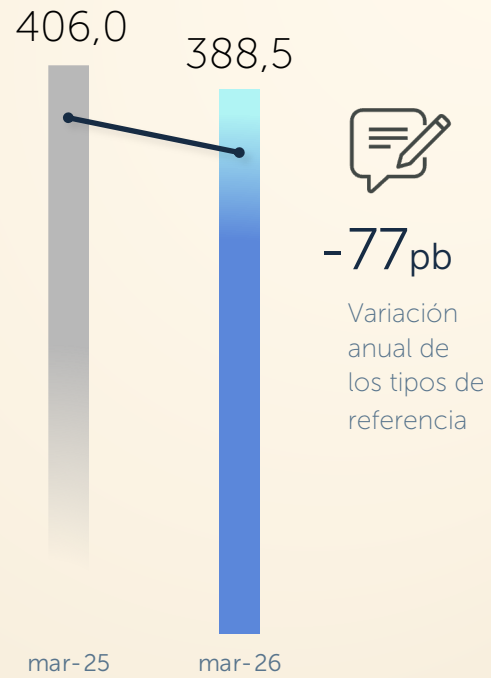 406,0
388,5
-77pb
Variación
anual de
los tipos de
referencia
mar-25
mar-26